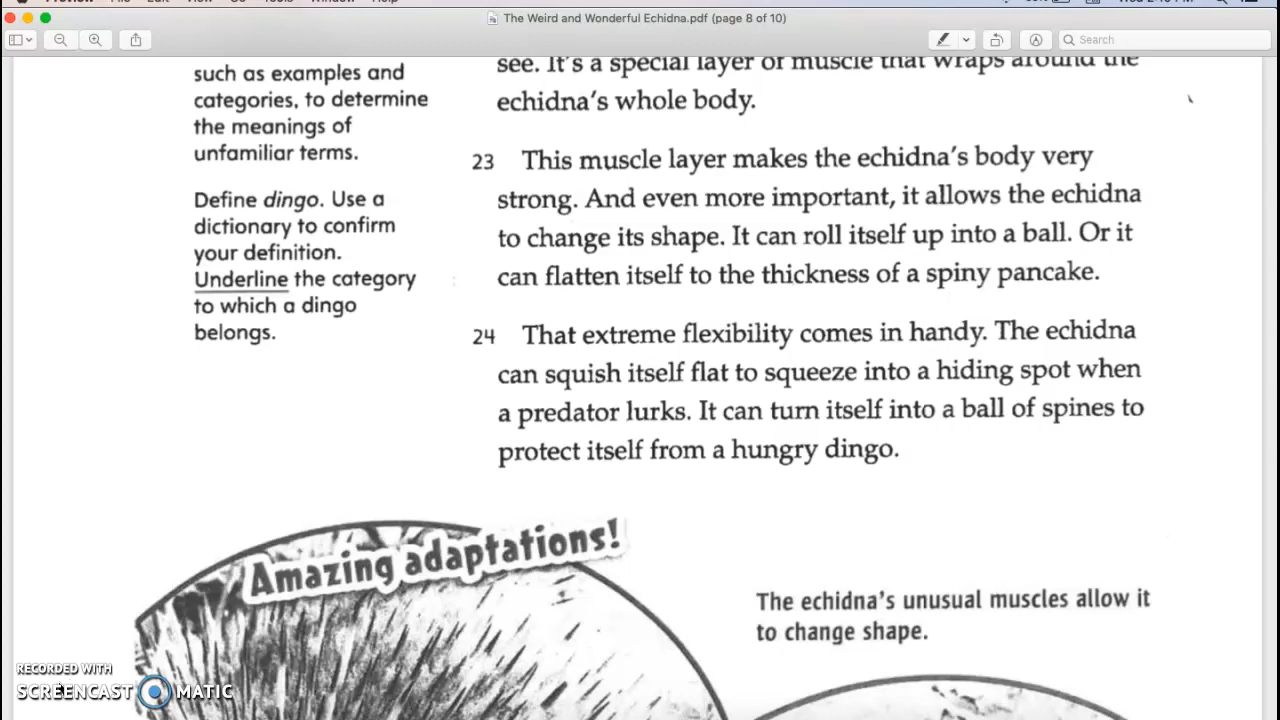 The Weird and Wonderful Echidna.pdf (page 8 of 10)
Search
such as examples and
categories, to determine
the meanings of
unfamiliar terms.
Define dingo. Use a
dictionary to confirm
your definition.
Underline the category
to which a dingo
belongs.
see. It's a special layer of muscle that wraps around the
echidna's whole body.
23 This muscle layer makes the echidna's body very
strong. And even more important, it allows the echidna
to change its shape. It can roll itself up into a ball. Or it
can flatten itself to the thickness of a spiny pancake.
24 That extreme flexibility comes in handy. The echidna
can squish itself flat to squeeze into a hiding spot when
a predator lurks. It can turn itself into a ball of spines to
protect itself from a hungry dingo.
Amazing adaptations!
The echidna's unusual muscles allow it
to change shape.
RECORDED WITH
SCREENCAST MATIC